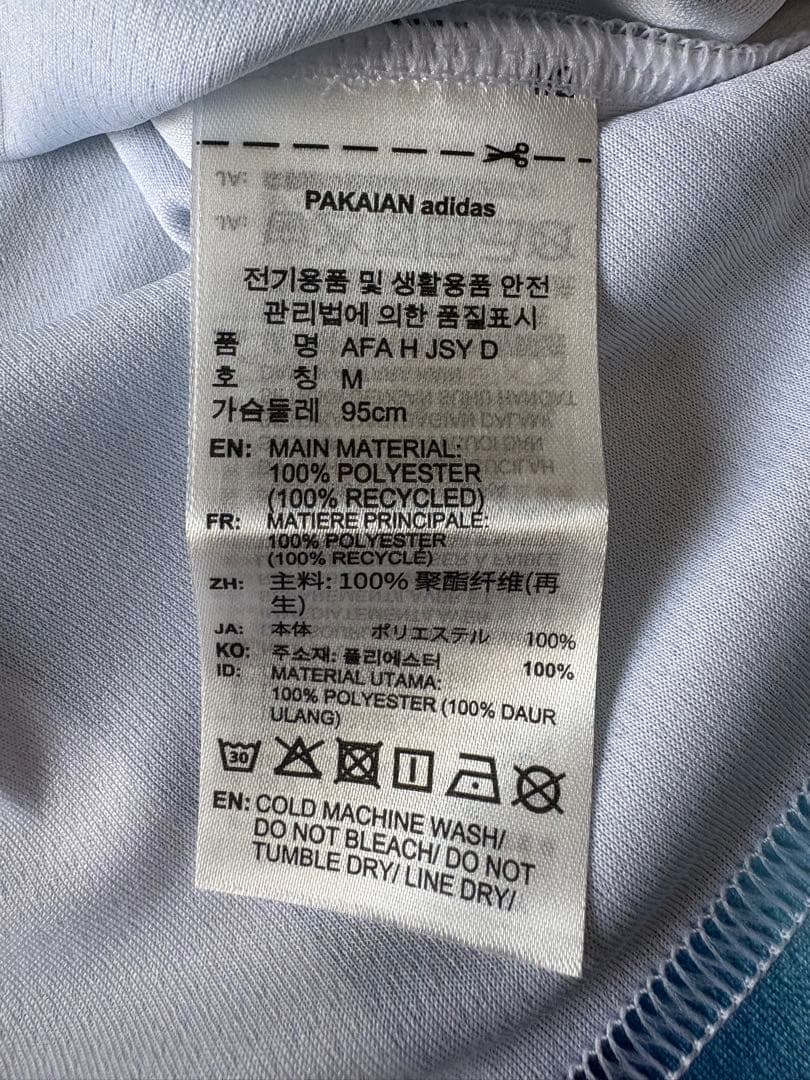 PAKAIAN adidas
전기용품 및 생활용품 안전
관리법에 의한 품질표시
품 명 AFA H JSY D
호 칭 M
가슴둘레 95cm
EN: MAIN MATERIAL:
100% POLYESTER
(100% RECYCLED)
FR: MATIERE PRINCIPALE:
100% POLYESTER
(100% RECYCLÉ)
ZH: 主料: 100% 聚酯纤维(再
生)
JA: 本体 ポリエステル 100%
KO: 주소재: 폴리에스터 100%
ID: MATERIAL UTAMA:
100% POLYESTER (100% DAUR
ULANG)
30
EN: COLD MACHINE WASH/
DO NOT BLEACH/ DO NOT
TUMBLE DRY/ LINE DRY/